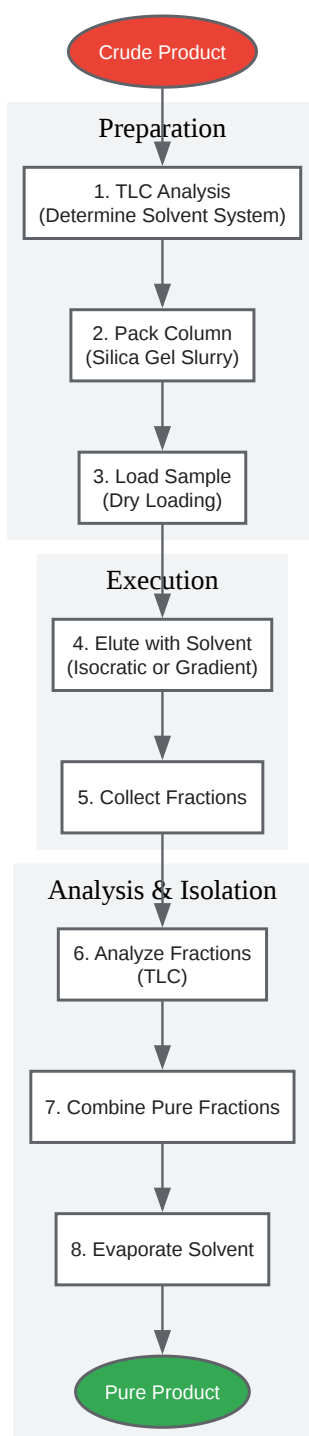 Crude Product
Preparation
1. TLC Analysis
(Determine Solvent System)
2. Pack Column
(Silica Gel Slurry)
3. Load Sample
(Dry Loading)
Execution
4. Elute with Solvent
(Isocratic or Gradient)
5. Collect Fractions
Analysis & Isolation
6. Analyze Fractions
(TLC)
7. Combine Pure Fractions
8. Evaporate Solvent
Pure Product